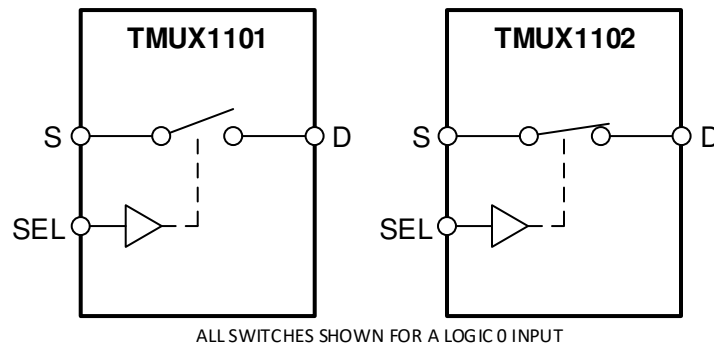 TMUX1101
S
D
SEL
TMUX1102
S
D
SEL
ALL SWITCHES SHOWN FOR A LOGIC 0 INPUT